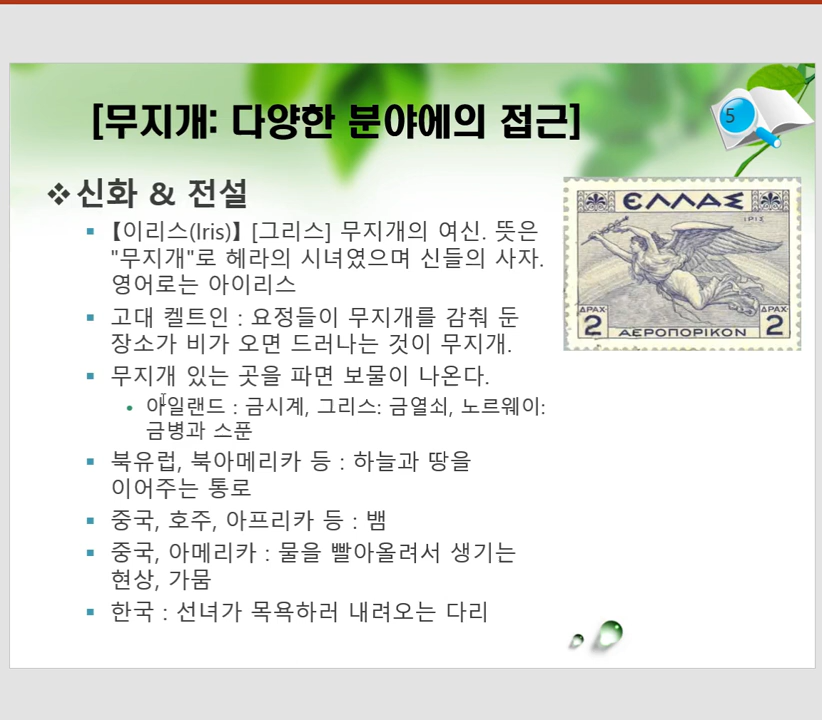 [무지개: 다양한 분야에의 접근]
5
❖신화 & 전설
▪ 【이리스(Iris)】 [그리스] 무지개의 여신. 뜻은
"무지개"로 헤라의 시녀였으며 신들의 사자.
영어로는 아이리스
▪ 고대 켈트인 : 요정들이 무지개를 감춰 둔
장소가 비가 오면 드러나는 것이 무지개.
▪ 무지개 있는 곳을 파면 보물이 나온다.
• 아일랜드 : 금시계, 그리스: 금열쇠, 노르웨이:
금병과 스푼
▪ 북유럽, 북아메리카 등 : 하늘과 땅을
이어주는 통로
▪ 중국, 호주, 아프리카 등 : 뱀
▪ 중국, 아메리카 : 물을 빨아올려서 생기는
현상, 가뭄
▪ 한국 : 선녀가 목욕하러 내려오는 다리
ΕΛΛΑΣ
ΙΡΙΣ
ΔΡΑΧ. ΔΡΑΧ.
2 ΑΕΡΟΠΟΡΙΚΟΝ 2